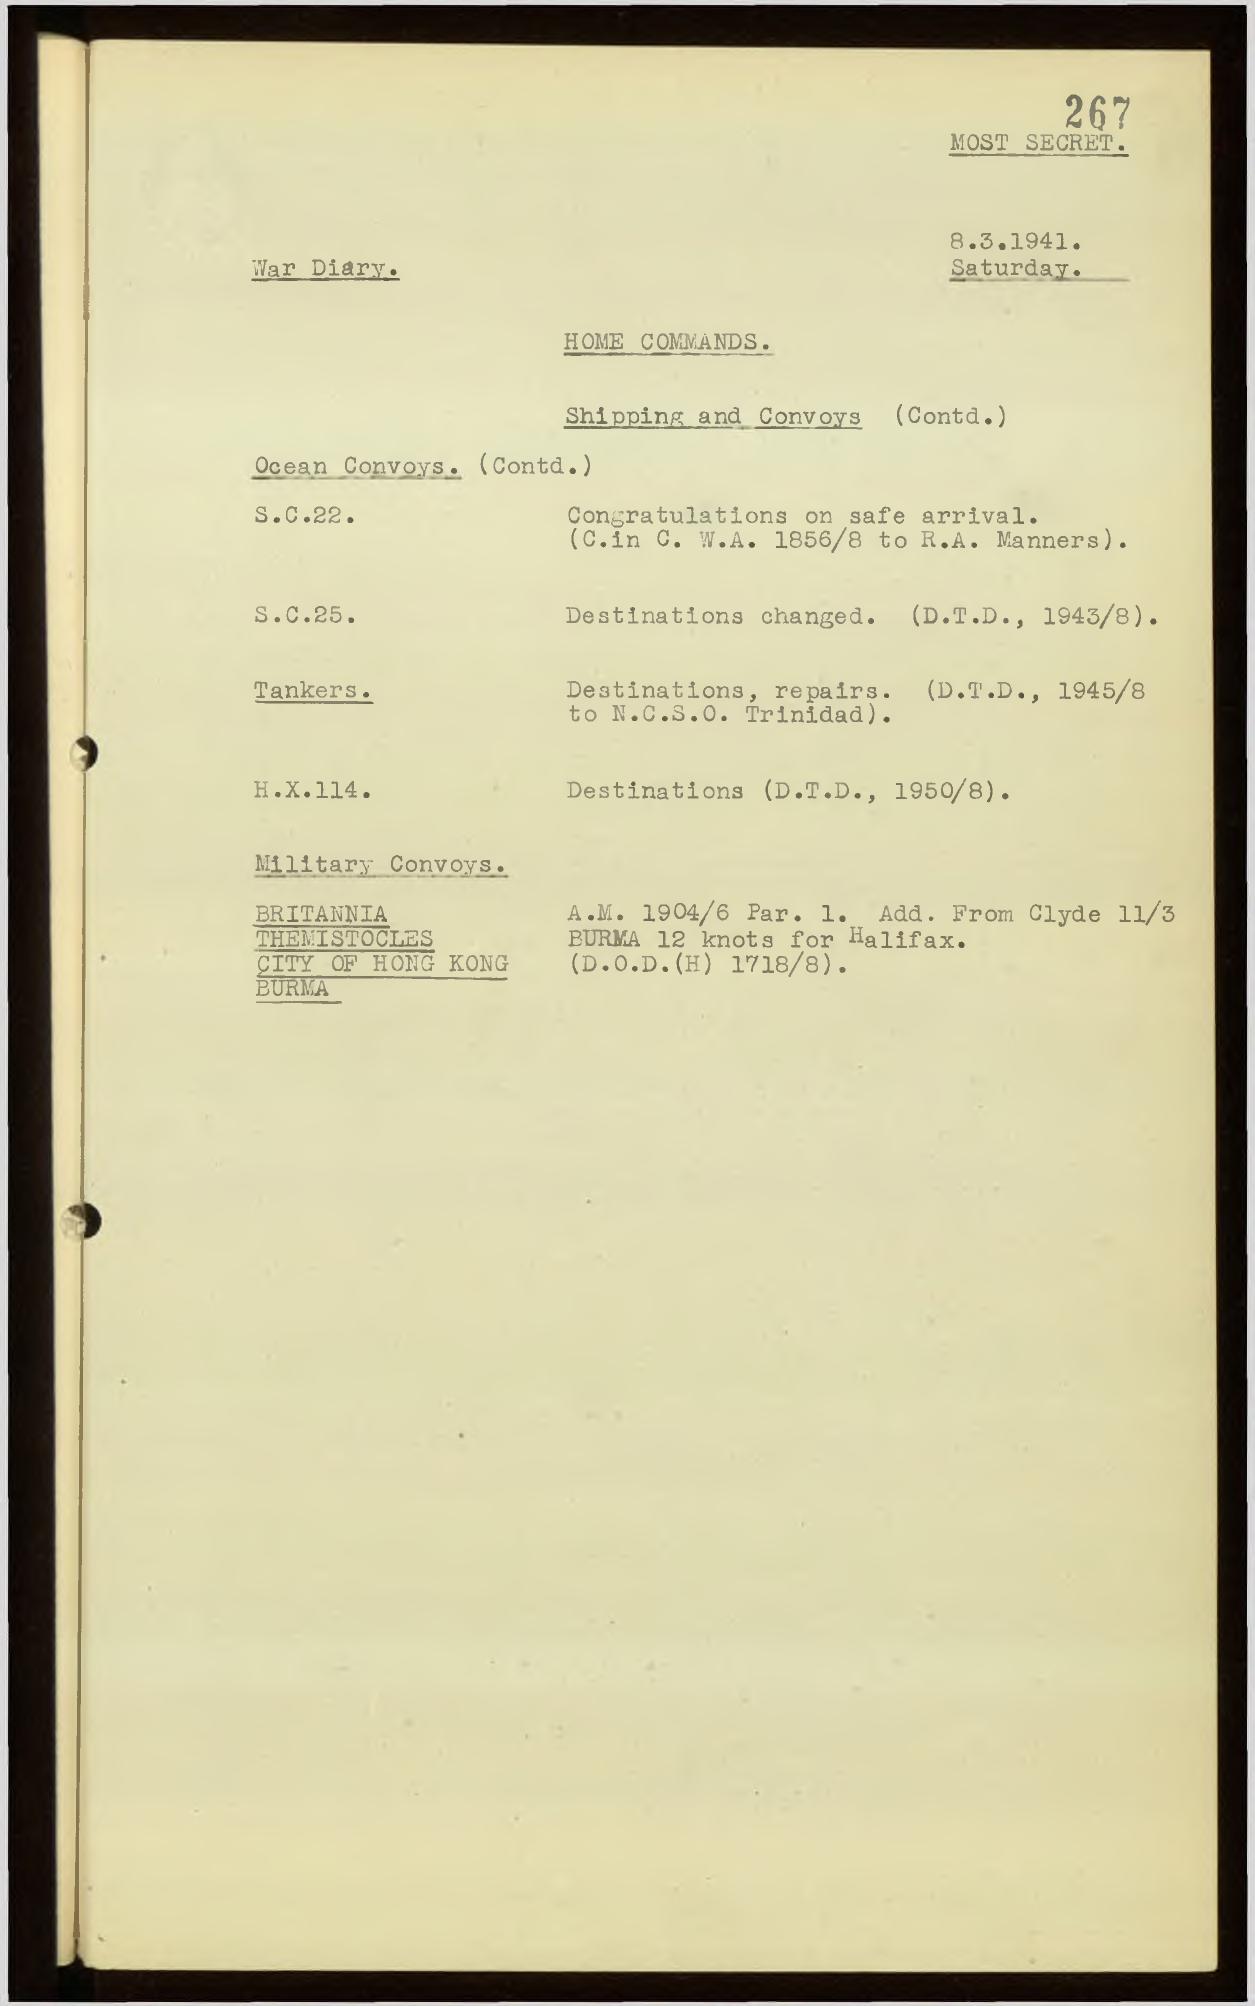 267
MOST SECRET.
8.3.1941.
War Diary. Saturday.
HOME COMMANDS.
Shipping and Convoys (Contd.)
Ocean Convoys. (Contd.)
S.C.22. Congratulations on safe arrival.
(C.in C. W.A. 1856/8 to R.A. Manners).
S.C.25. Destinations changed. (D.T.D., 1943/8).
Tankers. Destinations, repairs. (D.T.D., 1945/8
to N.C.S.O. Trinidad).
H.X.114. Destinations (D.T.D., 1950/8).
Military Convoys.
BRITANNIA A.M. 1904/6 Par. 1. Add. From Clyde 11/3
THEMISTOCLES BURMA 12 knots for Halifax.
CITY OF HONG KONG (D.O.D.(H) 1718/8).
BURMA